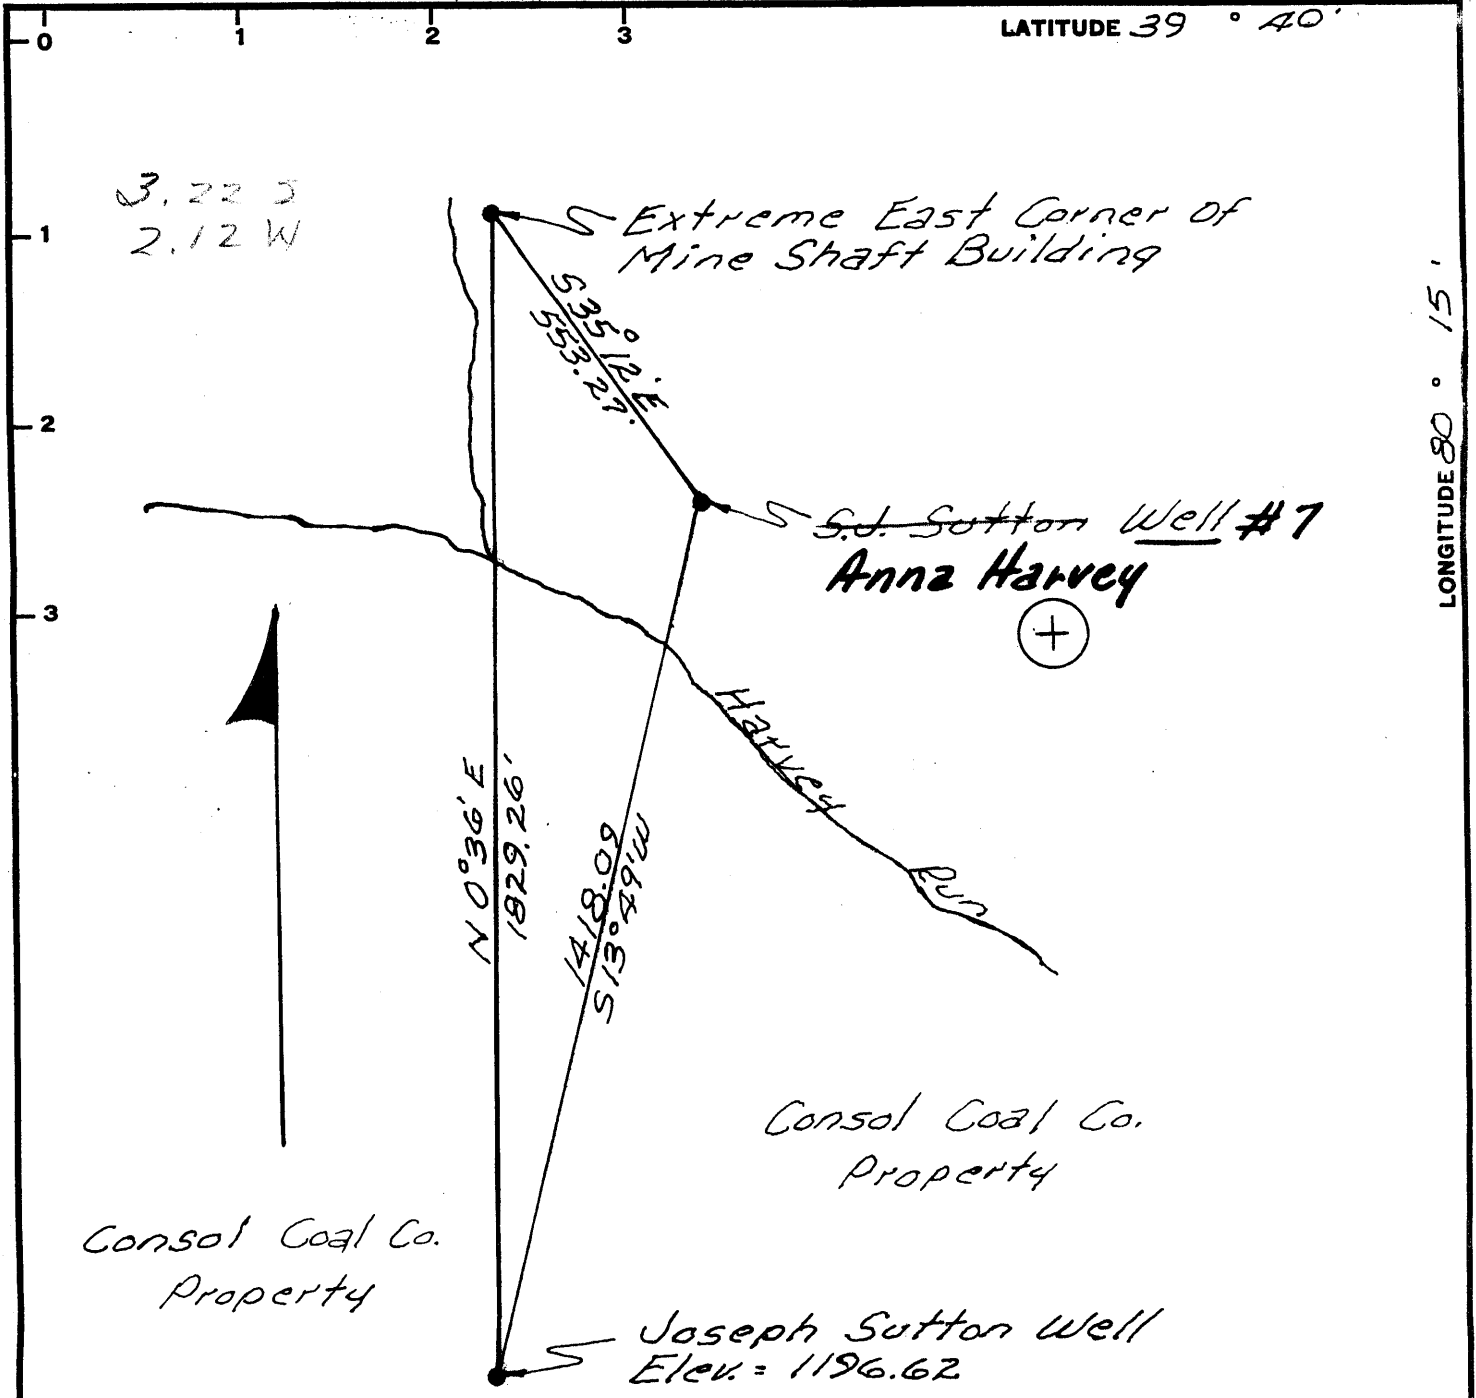 LATITUDE 39 ° 40'
0 1 2 3
1
2
3
3.22 S
2.12 W
Extreme East Corner Of
Mine Shaft Building
LONGITUDE 80 ° 15'
S 35° 12' E
553.27'
S.J. Sutton Well #7
Anna Harvey
Harvey Run
N 0° 36' E
1829.26'
1418.09
S 13° 49' W
Consol Coal Co.
Property
Consol Coal Co.
Property
Joseph Sutton Well
Elev. = 1196.62